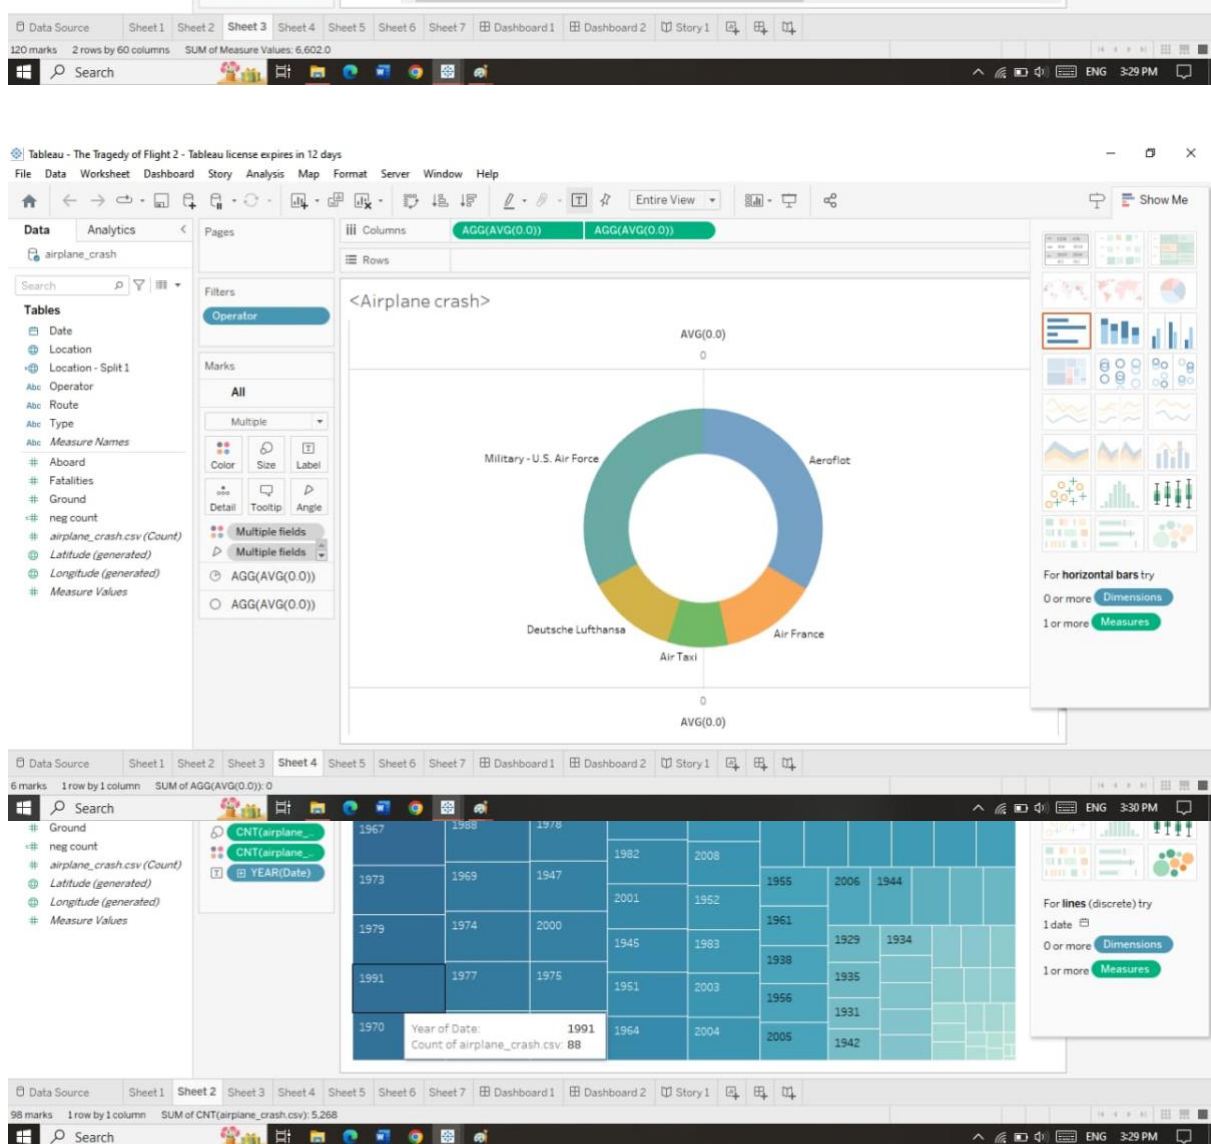 Data Source Sheet 1 Sheet 2 Sheet 3 Sheet 4 Sheet 5 Sheet 6 Sheet 7 Dashboard 1 Dashboard 2 Story 1
120 marks 2 rows by 60 columns SUM of Measure Values: 6,602.0
Search ENG 3:29 PM
Tableau - The Tragedy of Flight 2 - Tableau license expires in 12 days
File Data Worksheet Dashboard Story Analysis Map Format Server Window Help
Entire View Show Me
Data Analytics Pages Columns AGG(AVG(0.0)) AGG(AVG(0.0))
airplane_crash Rows
Search Filters
Operator <Airplane crash>
Tables
Date
Location
Location - Split 1
Abc Operator
Abc Route
Abc Type
Abc Measure Names
# Aboard
# Fatalities
# Ground
# neg count
# airplane_crash.csv (Count)
Latitude (generated)
Longitude (generated)
# Measure Values
Marks
All
Multiple
Color Size Label
Detail Tooltip Angle
Multiple fields
Multiple fields
AGG(AVG(0.0))
AGG(AVG(0.0))
AVG(0.0)
0
Military - U.S. Air Force
Aeroflot
Deutsche Lufthansa
Air France
Air Taxi
0
AVG(0.0)
For horizontal bars try
0 or more Dimensions
1 or more Measures
Data Source Sheet 1 Sheet 2 Sheet 3 Sheet 4 Sheet 5 Sheet 6 Sheet 7 Dashboard 1 Dashboard 2 Story 1
6 marks 1 row by 1 column SUM of AGG(AVG(0.0)): 0
Search ENG 3:30 PM
# Ground
# neg count
# airplane_crash.csv (Count)
Latitude (generated)
Longitude (generated)
# Measure Values
CNT(airplane_...
CNT(airplane_...
YEAR(Date)
1967 1988 1978
1982 2008
1973 1969 1947 1955 2006 1944
2001 1952
1979 1974 2000 1961
1945 1983 1929 1934
1938
1991 1977 1975 1935
1951 2003
1956
1931
1970 1964 2004 2005 1942
Year of Date: 1991
Count of airplane_crash.csv: 88
For lines (discrete) try
1 date
0 or more Dimensions
1 or more Measures
Data Source Sheet 1 Sheet 2 Sheet 3 Sheet 4 Sheet 5 Sheet 6 Sheet 7 Dashboard 1 Dashboard 2 Story 1
98 marks 1 row by 1 column SUM of CNT(airplane_crash.csv): 5,268
Search ENG 3:29 PM